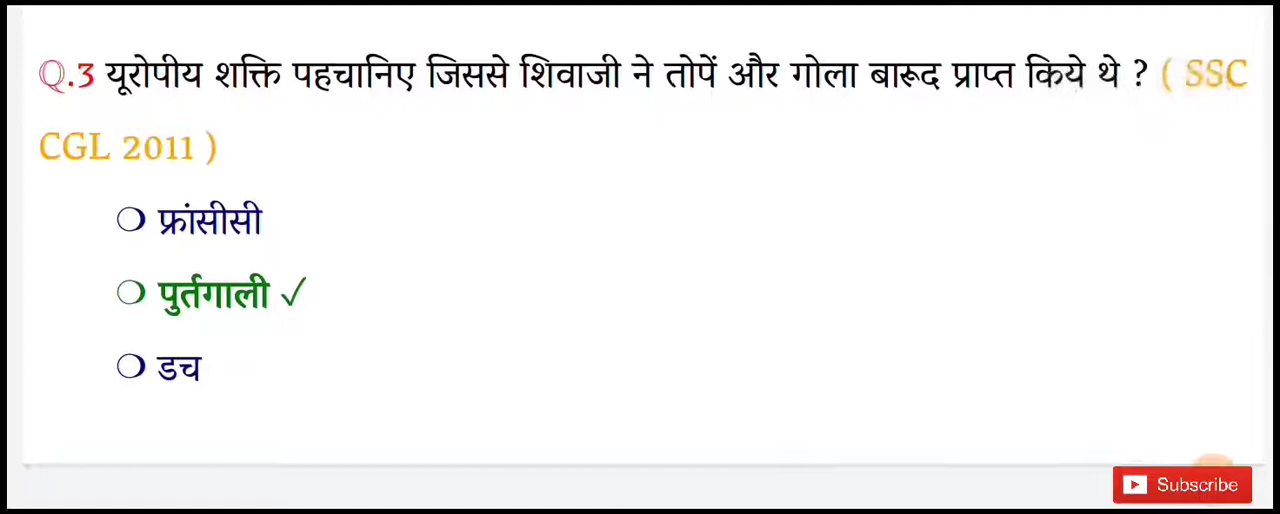 Q.3 यूरोपीय शक्ति पहचानिए जिससे शिवाजी ने तोपें और गोला बारूद प्राप्त किये थे ? ( SSC
CGL 2011 )
❍ फ्रांसीसी
❍ पुर्तगाली ✓
❍ डच
Subscribe